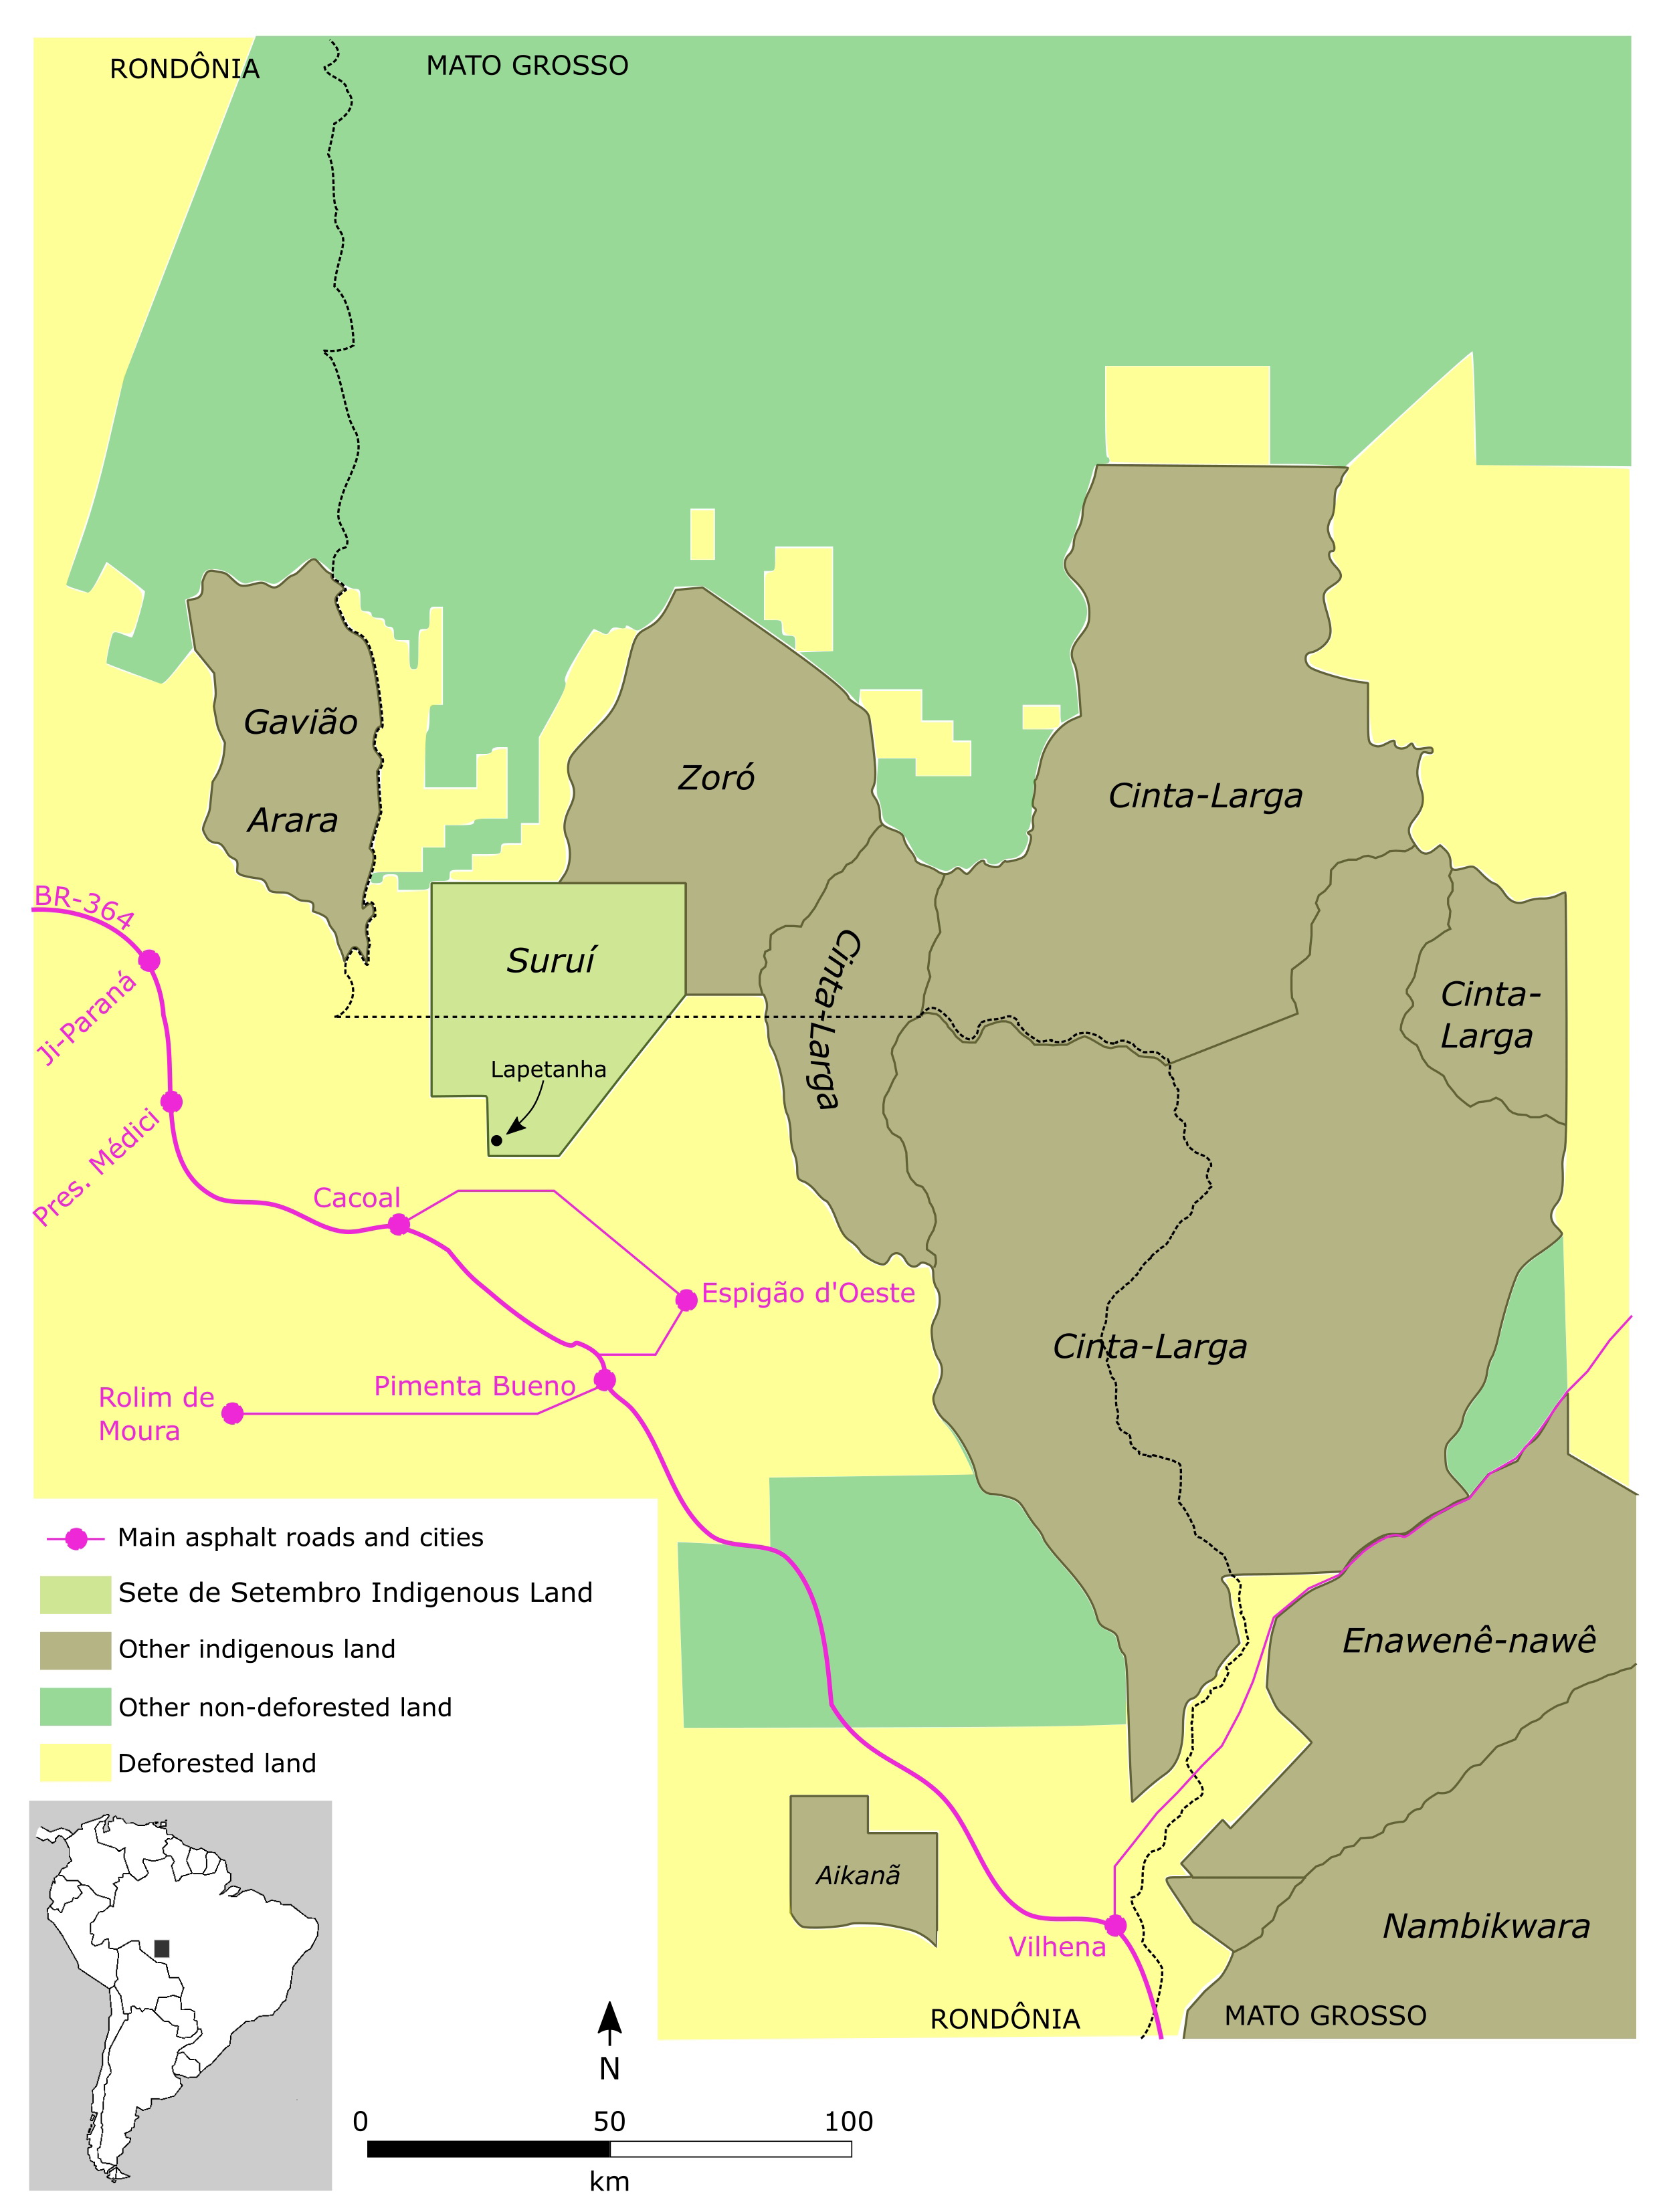 RONDÔNIA
MATO GROSSO
Gavião
Arara
Zoró
Cinta-Larga
BR-364
Ji-Paraná
Suruí
Cinta-Larga
Cinta-
Larga
Lapetanha
Pres. Médici
Cacoal
Espigão d'Oeste
Cinta-Larga
Pimenta Bueno
Rolim de
Moura
Main asphalt roads and cities
Sete de Setembro Indigenous Land
Other indigenous land
Other non-deforested land
Deforested land
Enawenê-nawê
Aikanã
Nambikwara
Vilhena
RONDÔNIA
MATO GROSSO
N
0 50 100
km